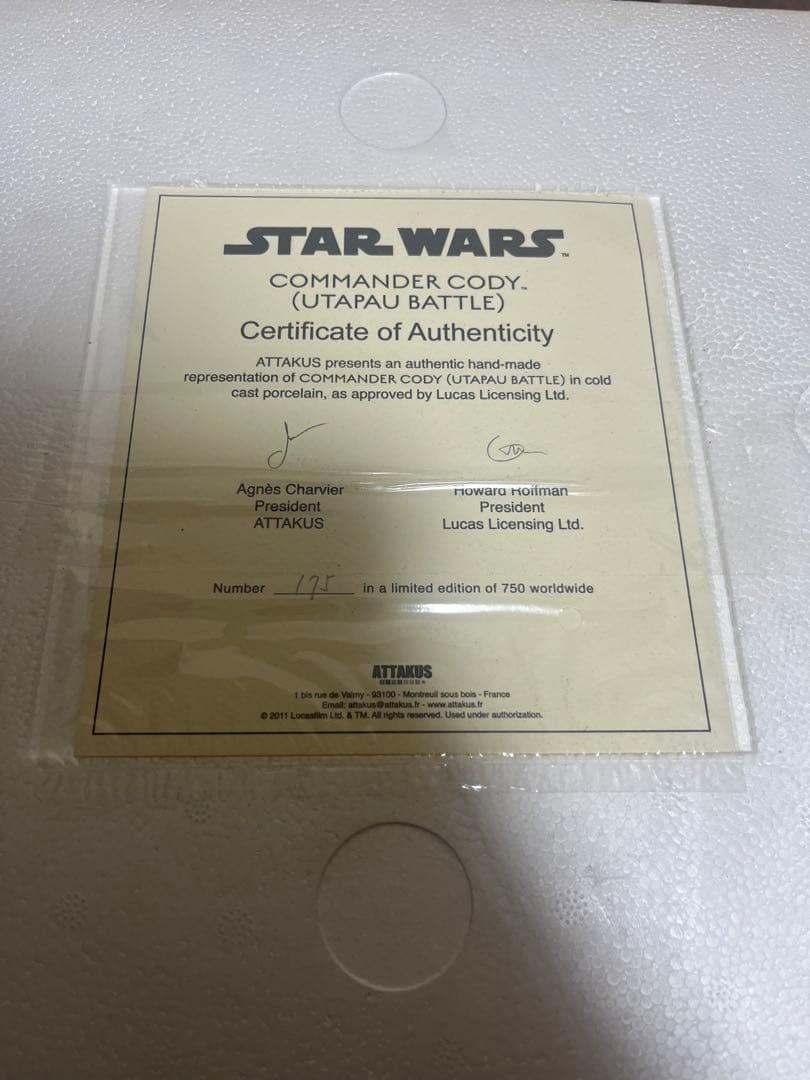 STAR WARS™
COMMANDER CODY™
(UTAPAU BATTLE)
Certificate of Authenticity
ATTAKUS presents an authentic hand-made
representation of COMMANDER CODY (UTAPAU BATTLE) in cold
cast porcelain, as approved by Lucas Licensing Ltd.
Agnès Charvier
President
ATTAKUS
Howard Roffman
President
Lucas Licensing Ltd.
Number 175 in a limited edition of 750 worldwide
ATTAKUS
1 bis rue de Valmy - 93100 - Montreuil sous bois - France
Email: attakus@attakus.fr - www.attakus.fr
© 2011 Lucasfilm Ltd. & TM. All rights reserved. Used under authorization.